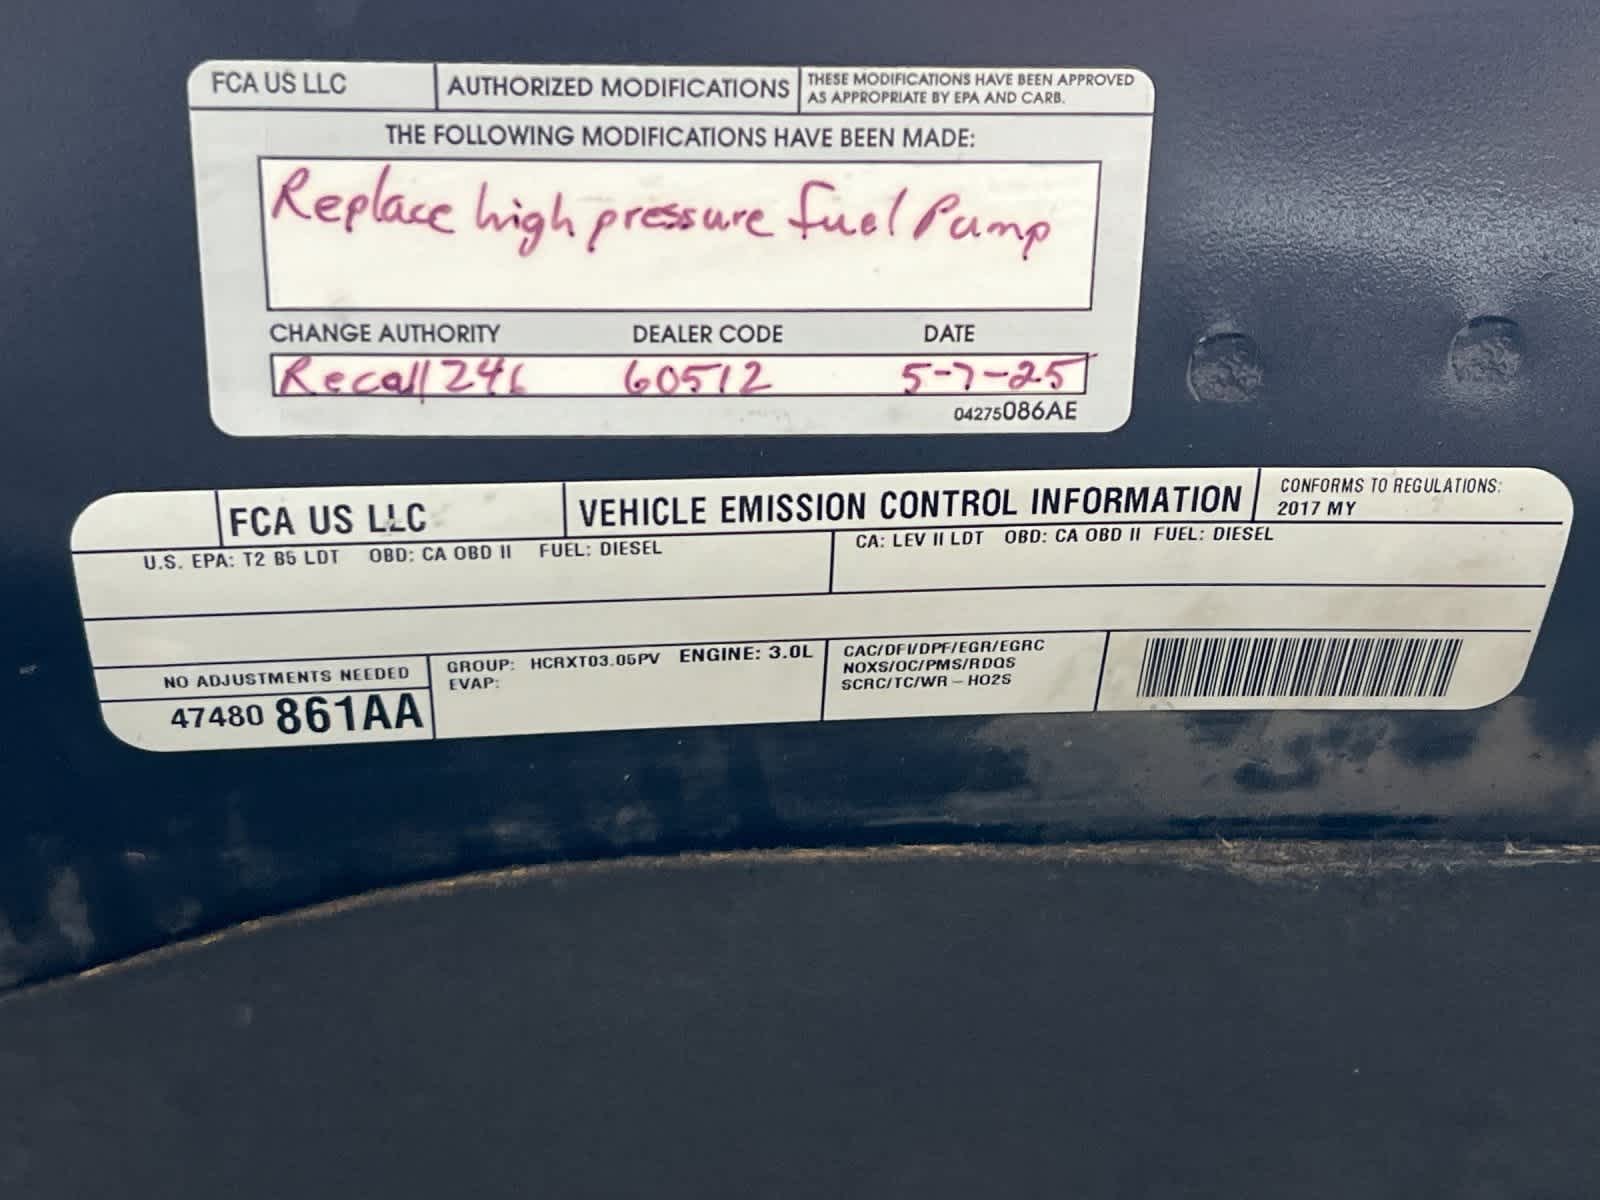 FCA US LLC
AUTHORIZED MODIFICATIONS
THESE MODIFICATIONS HAVE BEEN APPROVED
AS APPROPRIATE BY EPA AND CARB.
THE FOLLOWING MODIFICATIONS HAVE BEEN MADE:
Replace high pressure fuel Pump
CHANGE AUTHORITY DEALER CODE DATE
Recall 60512 5-7-25
04275086AE
FCA US LLC
VEHICLE EMISSION CONTROL INFORMATION
CONFORMS TO REGULATIONS:
2017 MY
U.S. EPA: T2 B5 LDT OBD: CA OBD II FUEL: DIESEL
CA: LEV II LDT OBD: CA OBD II FUEL: DIESEL
NO ADJUSTMENTS NEEDED
47480861AA
GROUP: HCRXT03.05PV ENGINE: 3.0L
EVAP:
CAC/DFI/DPF/EGR/EGRC
NOXS/OC/PMS/RDQS
SCRC/TC/WR – HO2S